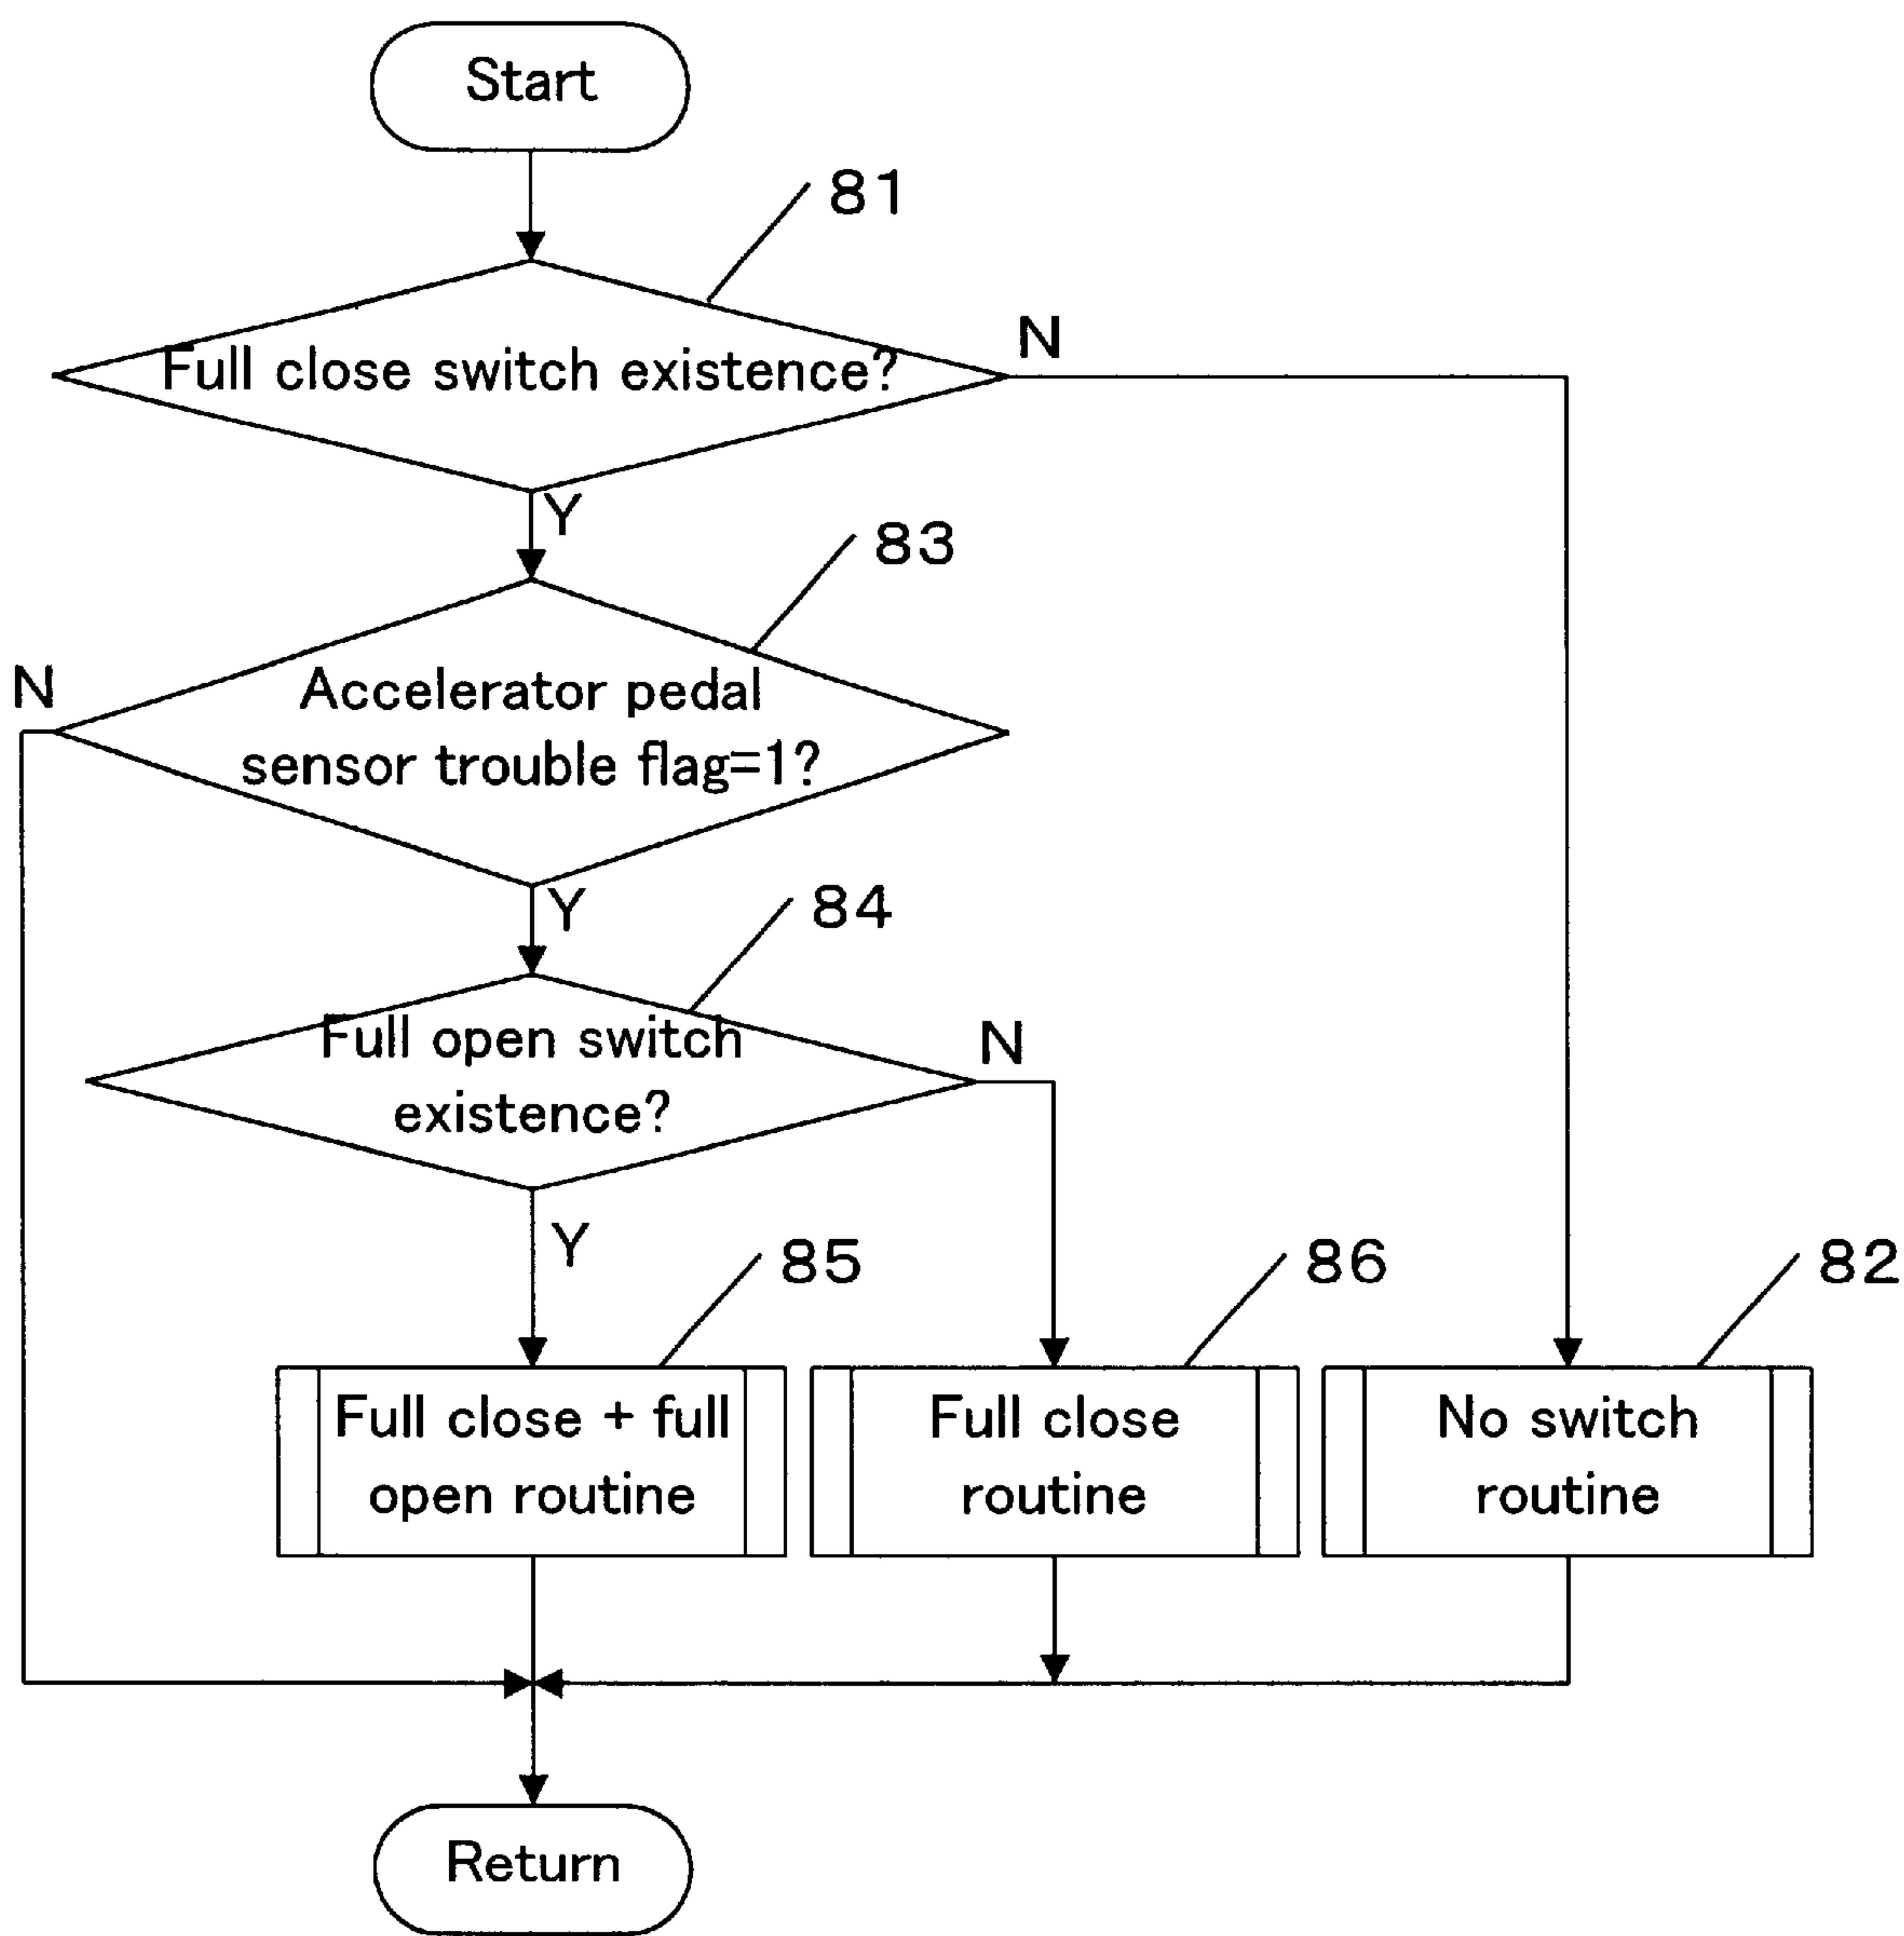 Start
81
Full close switch existence?
N
Y
83
N
Accelerator pedal
sensor trouble flag=1?
Y
84
Full open switch
existence?
N
Y
85
86
82
Full close + full
open routine
Full close
routine
No switch
routine
Return